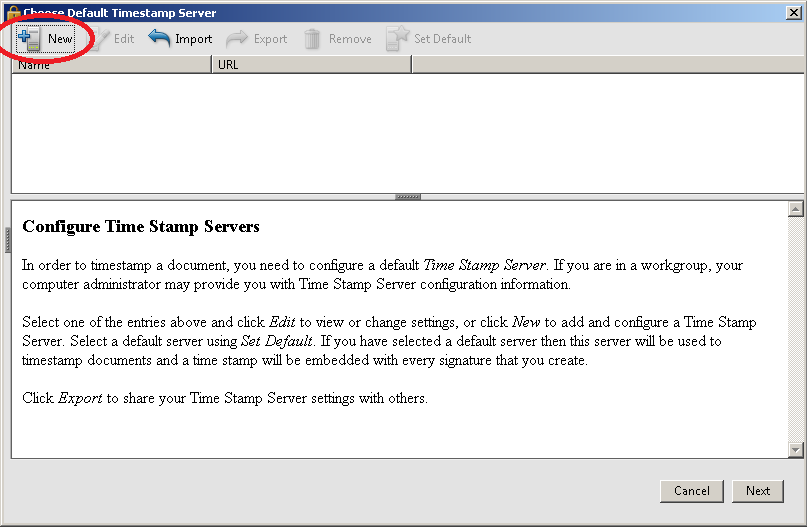 Choose Default Timestamp Server
New Edit Import Export Remove Set Default
Name URL
Configure Time Stamp Servers
In order to timestamp a document, you need to configure a default Time Stamp Server. If you are in a workgroup, your
computer administrator may provide you with Time Stamp Server configuration information.
Select one of the entries above and click Edit to view or change settings, or click New to add and configure a Time Stamp
Server. Select a default server using Set Default. If you have selected a default server then this server will be used to
timestamp documents and a time stamp will be embedded with every signature that you create.
Click Export to share your Time Stamp Server settings with others.
Cancel Next